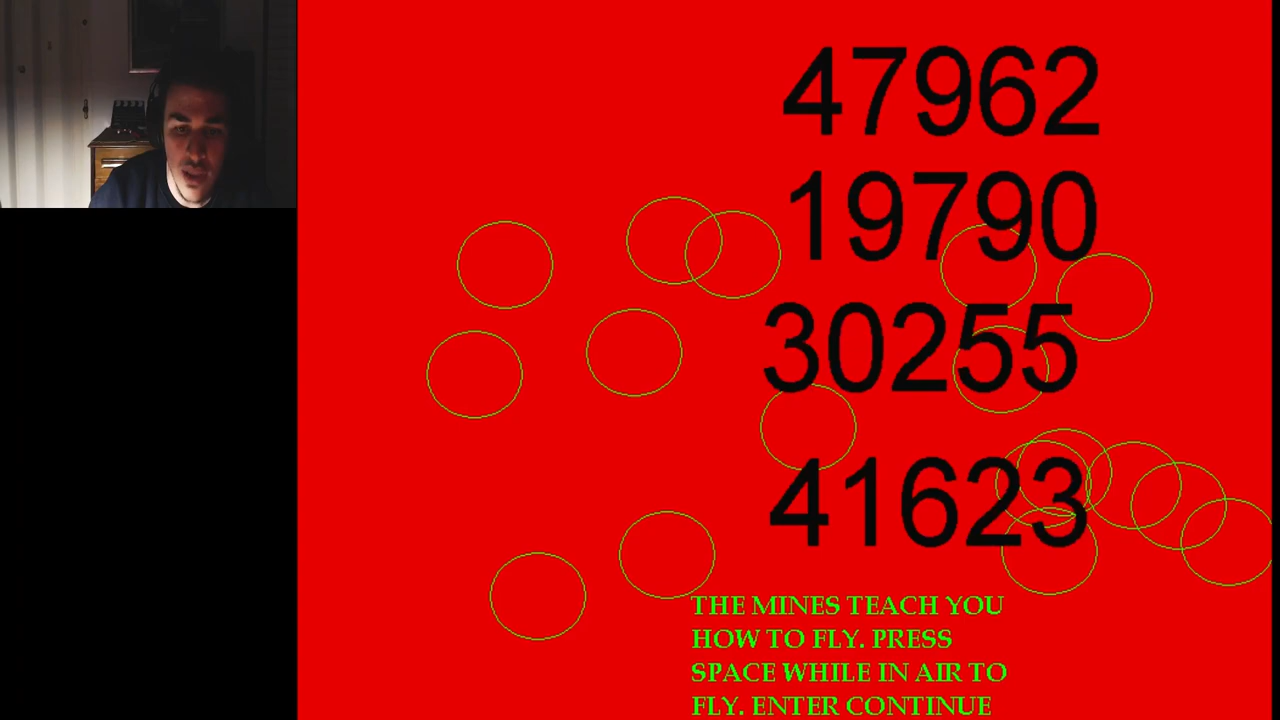 47962
19790
30255
41623
THE MINES TEACH YOU
HOW TO FLY. PRESS
SPACE WHILE IN AIR TO
FLY. ENTER CONTINUE